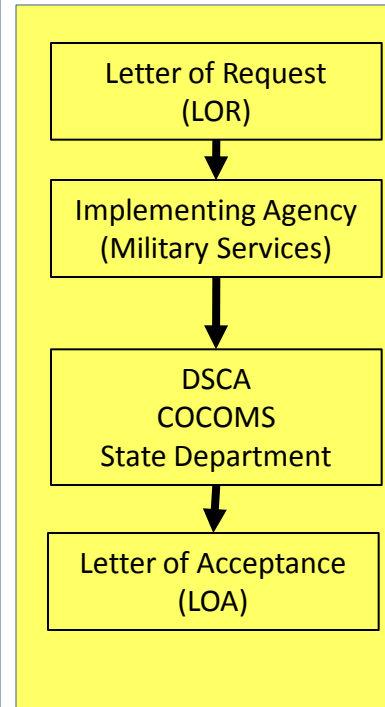 Letter of Request
(LOR)
Implementing Agency
(Military Services)
DSCA
COCOMS
State Department
Letter of Acceptance
(LOA)